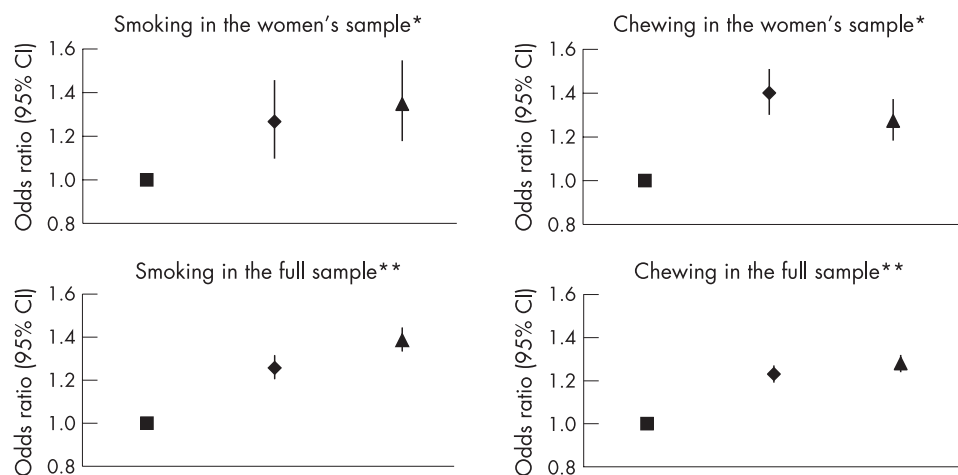 Smoking in the women's sample*
Odds ratio (95% CI)
1.6
1.4
1.2
1.0
0.8
Chewing in the women's sample*
Odds ratio (95% CI)
1.6
1.4
1.2
1.0
0.8
Smoking in the full sample**
Odds ratio (95% CI)
1.6
1.4
1.2
1.0
0.8
Chewing in the full sample**
Odds ratio (95% CI)
1.6
1.4
1.2
1.0
0.8